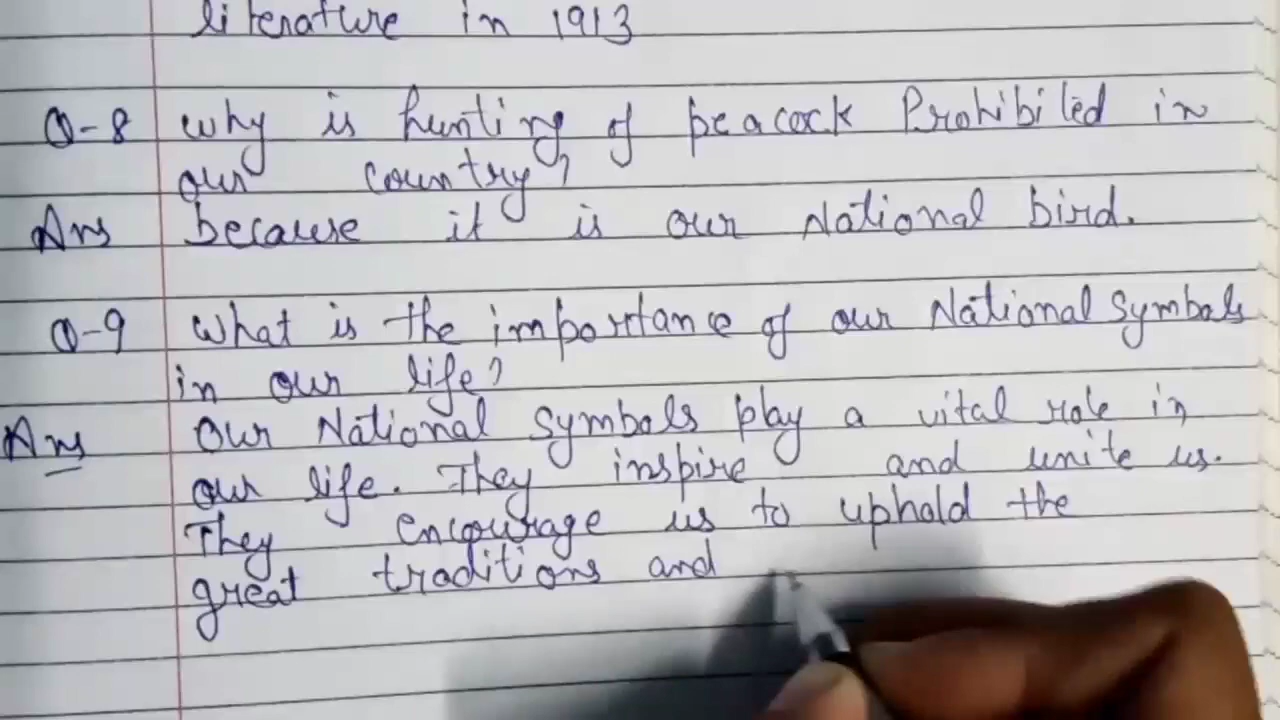 literature in 1913
Q-8 why is hunting of peacock Prohibited in
our country?
Ans because it is our National bird.
Q-9 What is the importance of our National Symbols
in our life?
Ans Our National Symbols play a vital role in
our life. They inspire and unite us.
They encourage us to uphold the
great traditions and